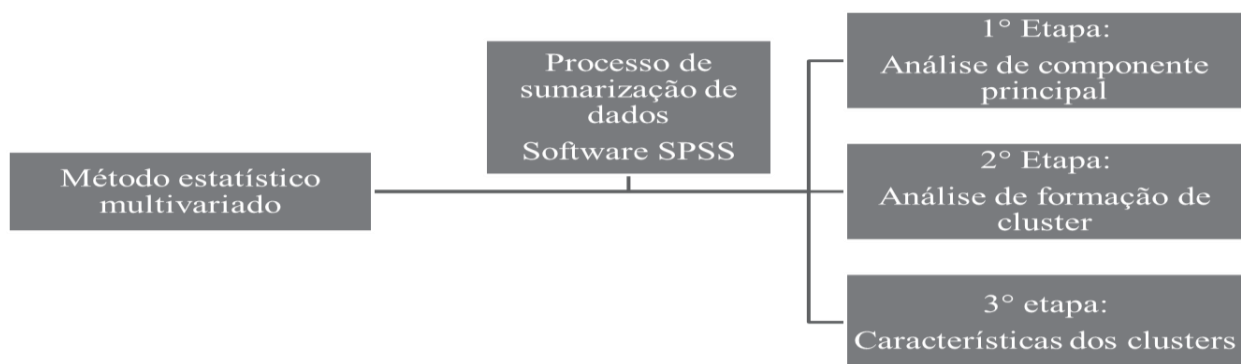 Método estatístico
multivariado
Processo de
sumarização de
dados
Software SPSS
1° Etapa:
Análise de componente
principal
2° Etapa:
Análise de formação de
cluster
3° etapa:
Características dos clusters